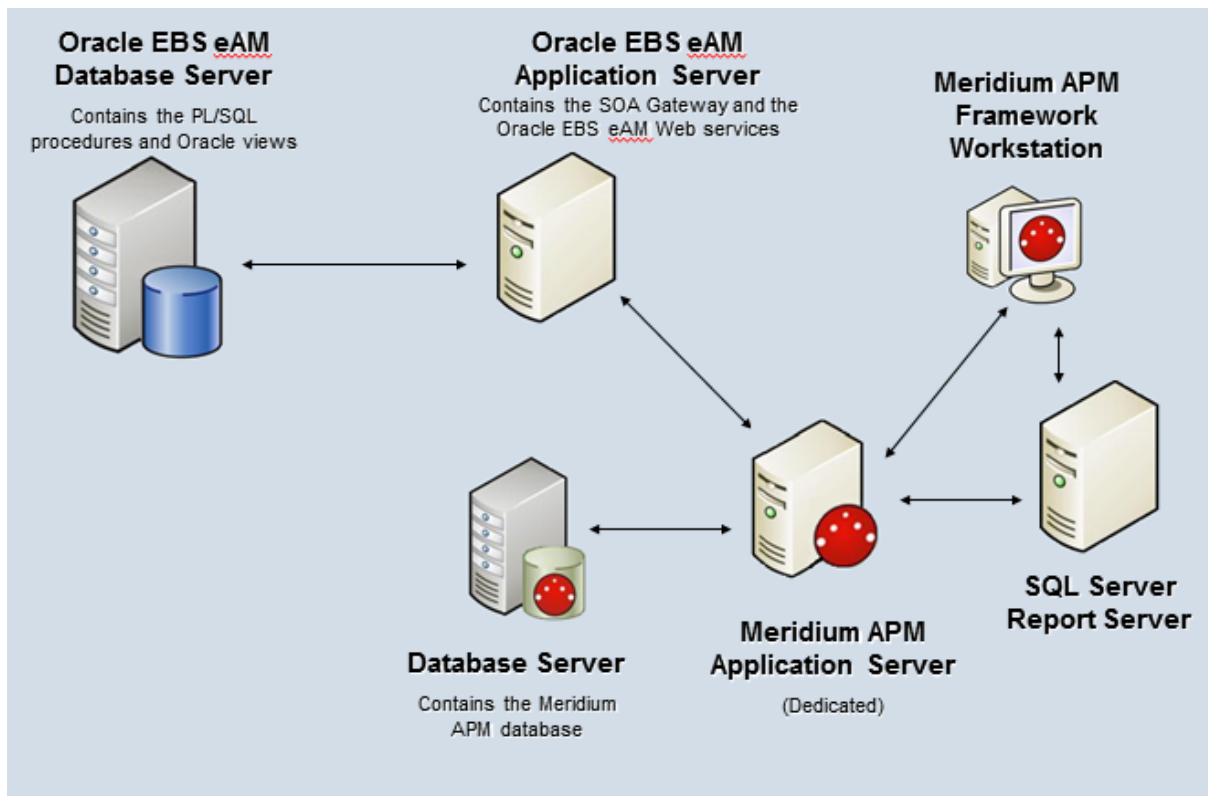 Oracle EBS eAM
Database Server
Contains the PL/SQL
procedures and Oracle views
Oracle EBS eAM
Application Server
Contains the SOA Gateway and the
Oracle EBS eAM Web services
Meridium APM
Framework
Workstation
SQL Server
Report Server
Meridium APM
Application Server
(Dedicated)
Database Server
Contains the Meridium
APM database